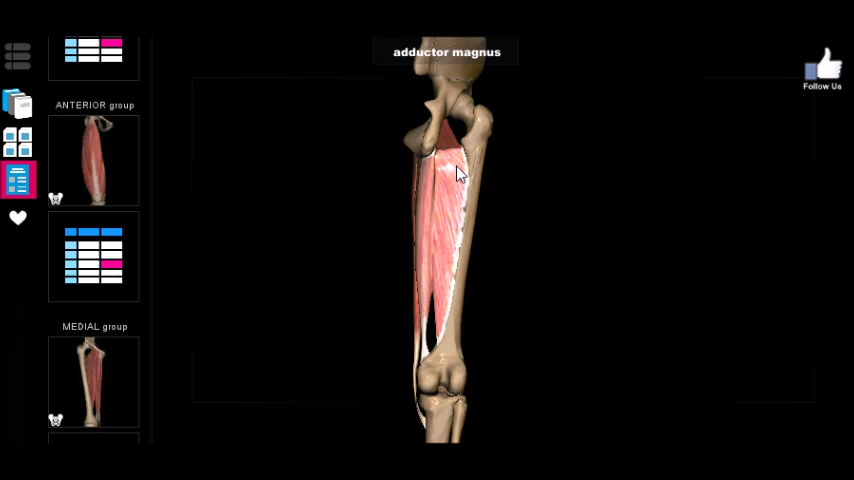 adductor magnus
Follow Us
ANTERIOR group
MEDIAL group